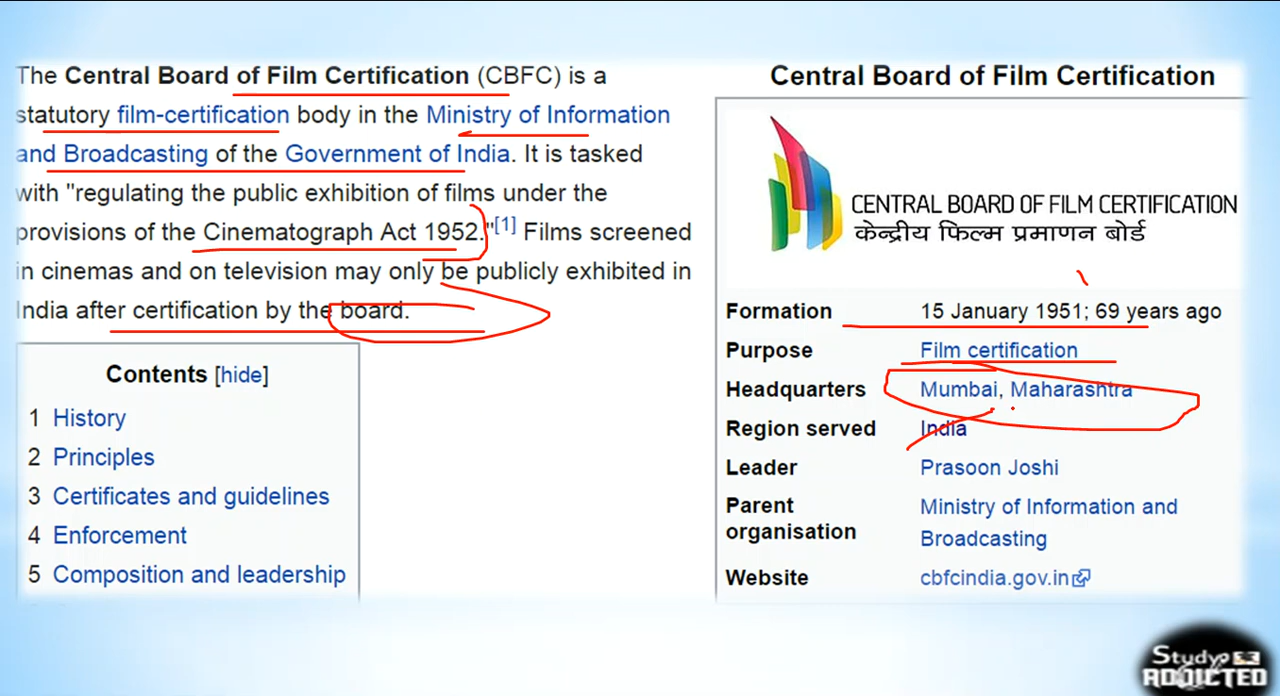 The Central Board of Film Certification (CBFC) is a
statutory film-certification body in the Ministry of Information
and Broadcasting of the Government of India. It is tasked
with "regulating the public exhibition of films under the
provisions of the Cinematograph Act 1952."[1] Films screened
in cinemas and on television may only be publicly exhibited in
India after certification by the board.
Contents [hide]
1 History
2 Principles
3 Certificates and guidelines
4 Enforcement
5 Composition and leadership
Central Board of Film Certification
CENTRAL BOARD OF FILM CERTIFICATION
केन्द्रीय फिल्म प्रमाणन बोर्ड
Formation 15 January 1951; 69 years ago
Purpose Film certification
Headquarters Mumbai, Maharashtra
Region served India
Leader Prasoon Joshi
Parent organisation Ministry of Information and
Broadcasting
Website cbfcindia.gov.in
Study
ADDICTED